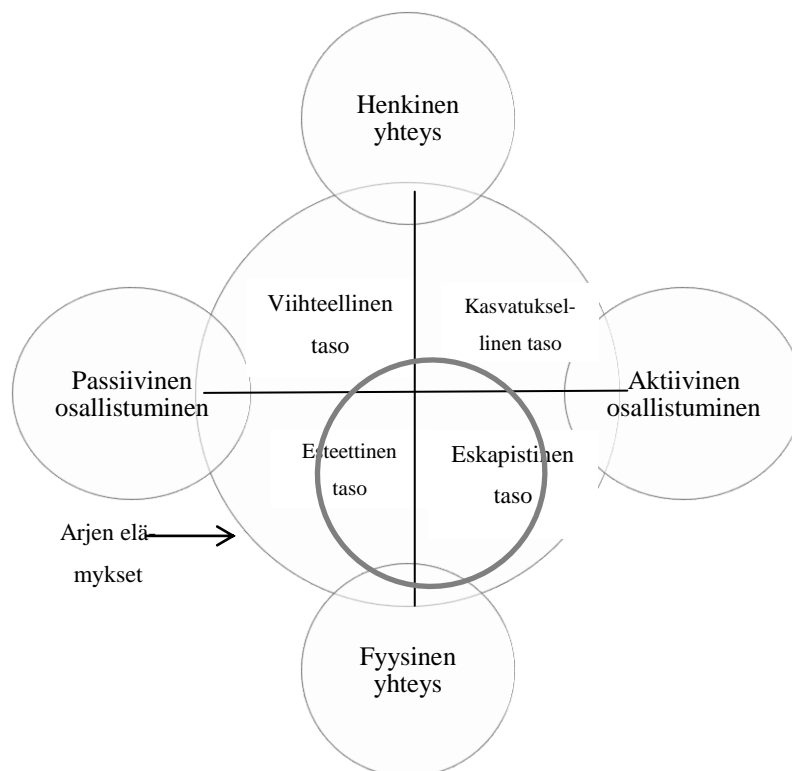 Henkinen
yhteys
Viihteellinen
taso
Kasvatuksel-
linen taso
Passiivinen
osallistuminen
Aktiivinen
osallistuminen
Esteettinen
taso
Eskapistinen
taso
Arjen elä-
mykset
Fyysinen
yhteys